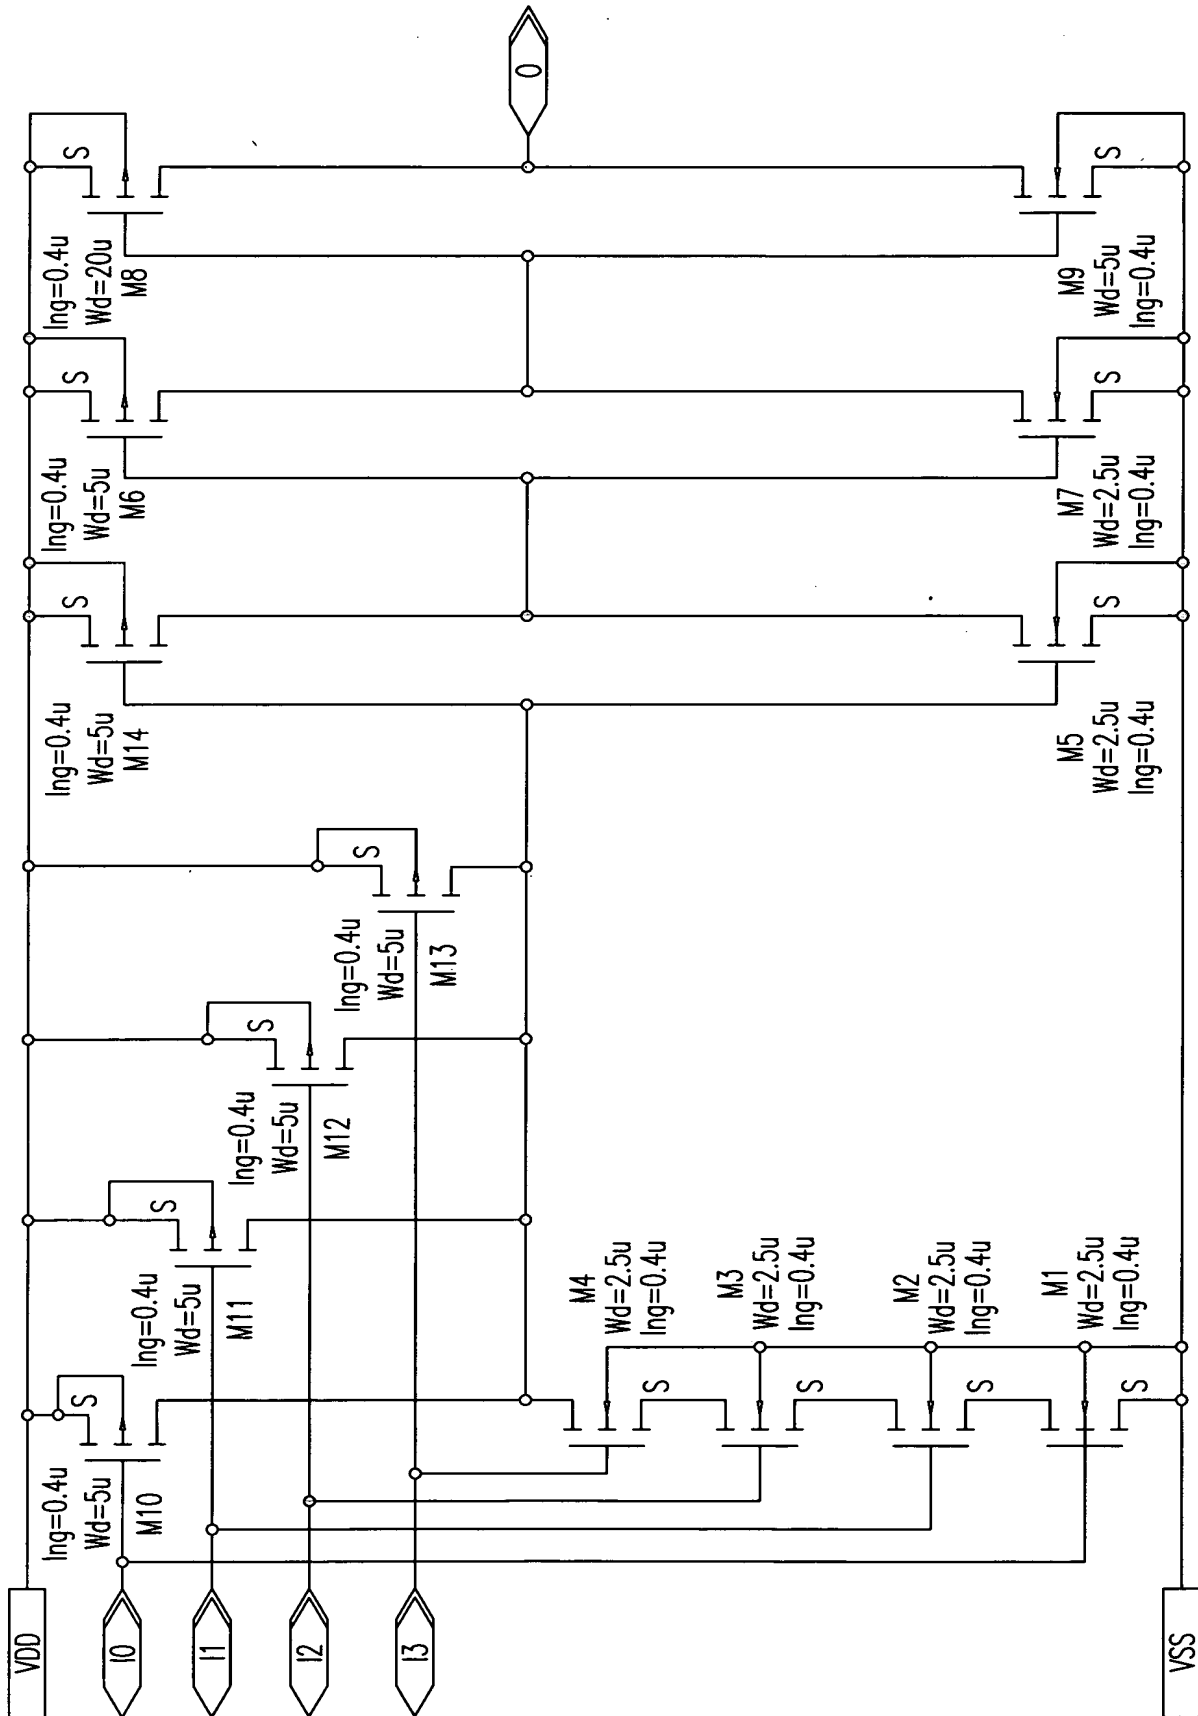 VDD
I0
I1
I2
I3
VSS
lng=0.4u
Wd=5u
M10
S
lng=0.4u
Wd=5u
M11
S
lng=0.4u
Wd=5u
M12
S
lng=0.4u
Wd=5u
M13
S
M4
Wd=2.5u
lng=0.4u
S
M3
Wd=2.5u
lng=0.4u
S
M2
Wd=2.5u
lng=0.4u
S
M1
Wd=2.5u
lng=0.4u
S
lng=0.4u
Wd=5u
M14
S
M5
Wd=2.5u
lng=0.4u
S
lng=0.4u
Wd=5u
M6
S
M7
Wd=2.5u
lng=0.4u
S
lng=0.4u
Wd=20u
M8
S
M9
Wd=5u
lng=0.4u
S
O